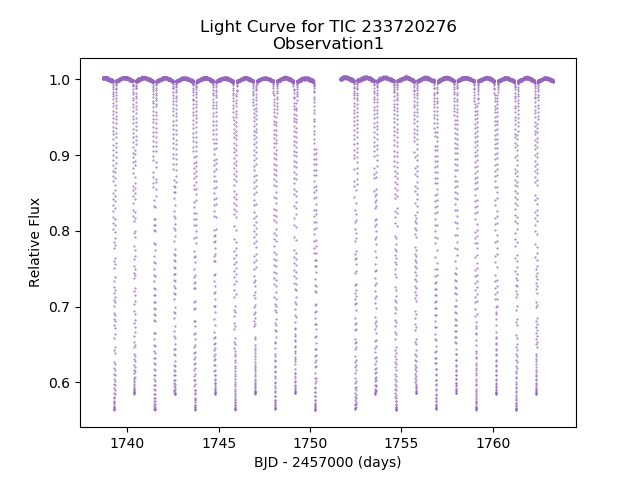 Light Curve for TIC 233720276
Observation1
Relative Flux
1.0
0.9
0.8
0.7
0.6
1740 1745 1750 1755 1760
BJD - 2457000 (days)